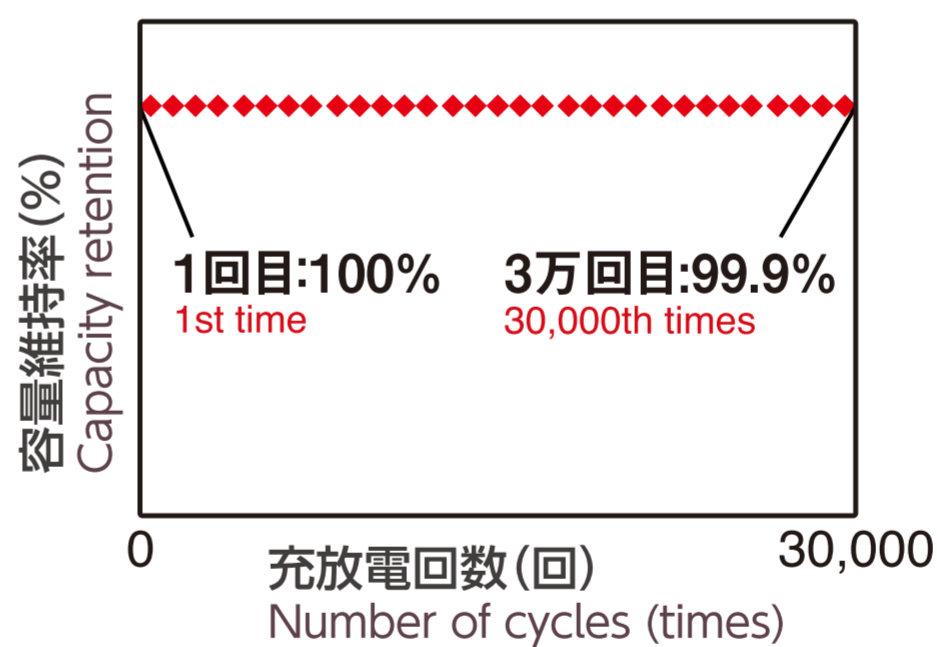 容量維持率(%)
Capacity retention
1回目:100%
1st time
3万回目:99.9%
30,000th times
0
30,000
充放電回数(回)
Number of cycles (times)